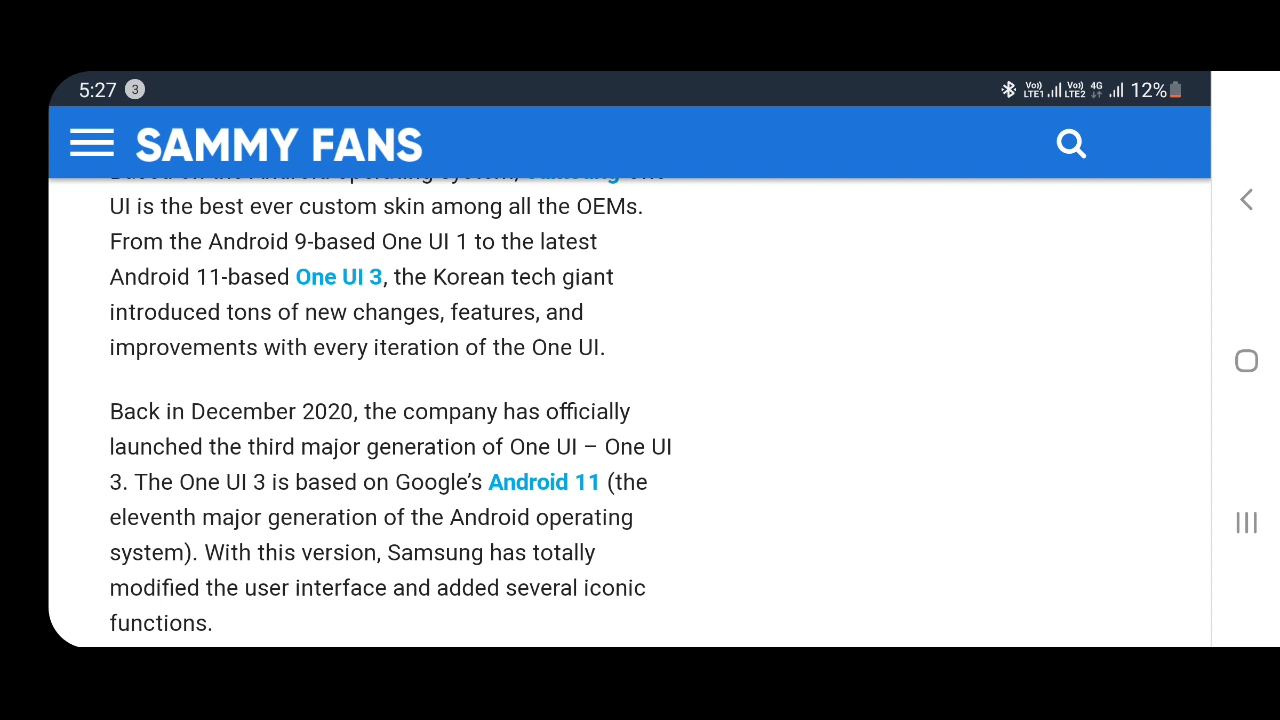 5:27 3 Vo) LTE1 Vo) LTE2 4G 12%
SAMMY FANS
UI is the best ever custom skin among all the OEMs.
From the Android 9-based One UI 1 to the latest
Android 11-based One UI 3, the Korean tech giant
introduced tons of new changes, features, and
improvements with every iteration of the One UI.
Back in December 2020, the company has officially
launched the third major generation of One UI – One UI
3. The One UI 3 is based on Google’s Android 11 (the
eleventh major generation of the Android operating
system). With this version, Samsung has totally
modified the user interface and added several iconic
functions.